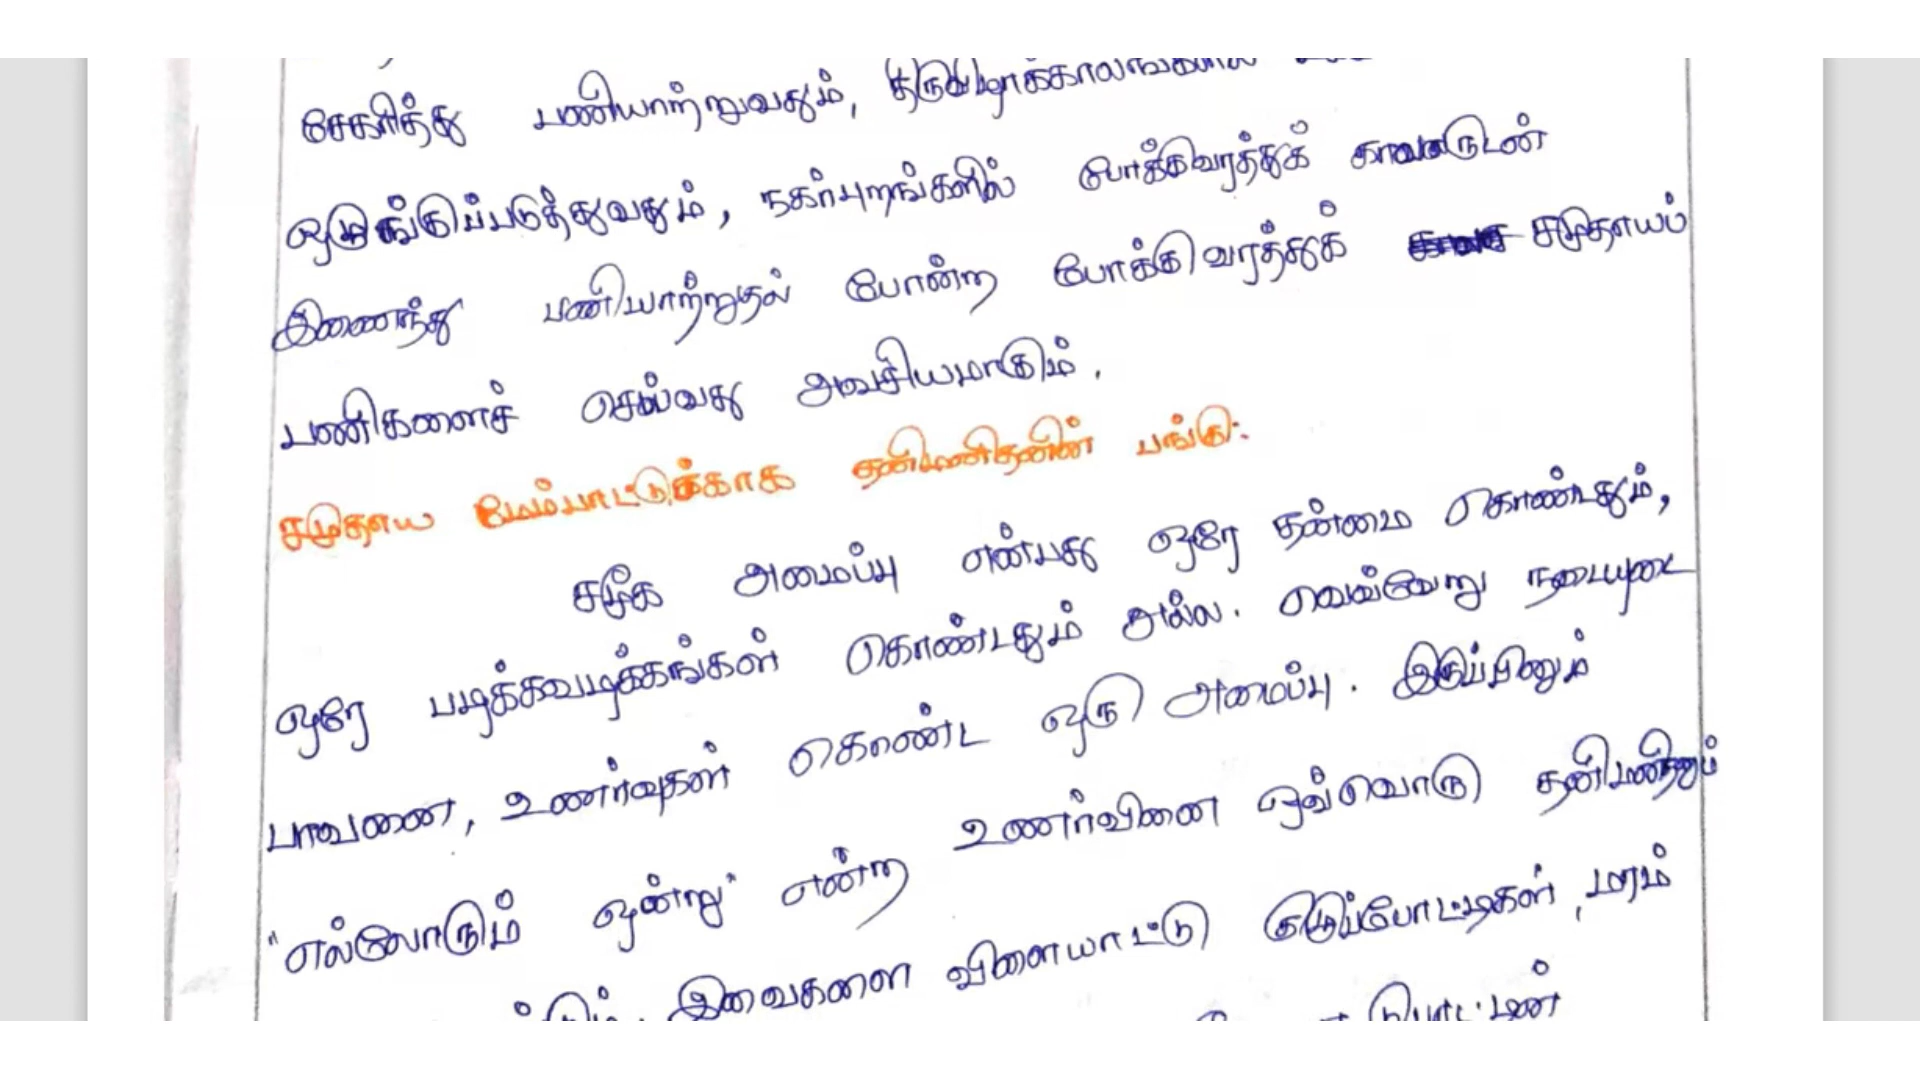 சேகரித்து பணியாற்றுவதும், திருவிழாக்காலங்களில்
ஒழுங்குப்படுத்துவதும், நகர்புறங்களில் போக்குவரத்துக் காவலருடன்
இணைந்து பணியாற்றுதல் போன்ற போக்குவரத்துக் சமுதாயப்
பணிகளைச் செய்வது அவசியமாகும்.
சமுதாய மேம்பாட்டுக்காக தனிமனிதனின் பங்கு:
சமூக அமைப்பு என்பது ஒரே தன்மை கொண்டதும்,
ஒரே பழக்கவழக்கங்கள் கொண்டதும் அல்ல. வெவ்வேறு நடையுடை
பாவனை, உணர்வுகள் கொண்ட ஒரு அமைப்பு. இருப்பினும்
"எல்லோரும் ஒன்று" என்ற உணர்வினை ஒவ்வொரு தனிமனிதனும்
இவைகளை விளையாட்டு குழுப்போட்டிகள், மரம்